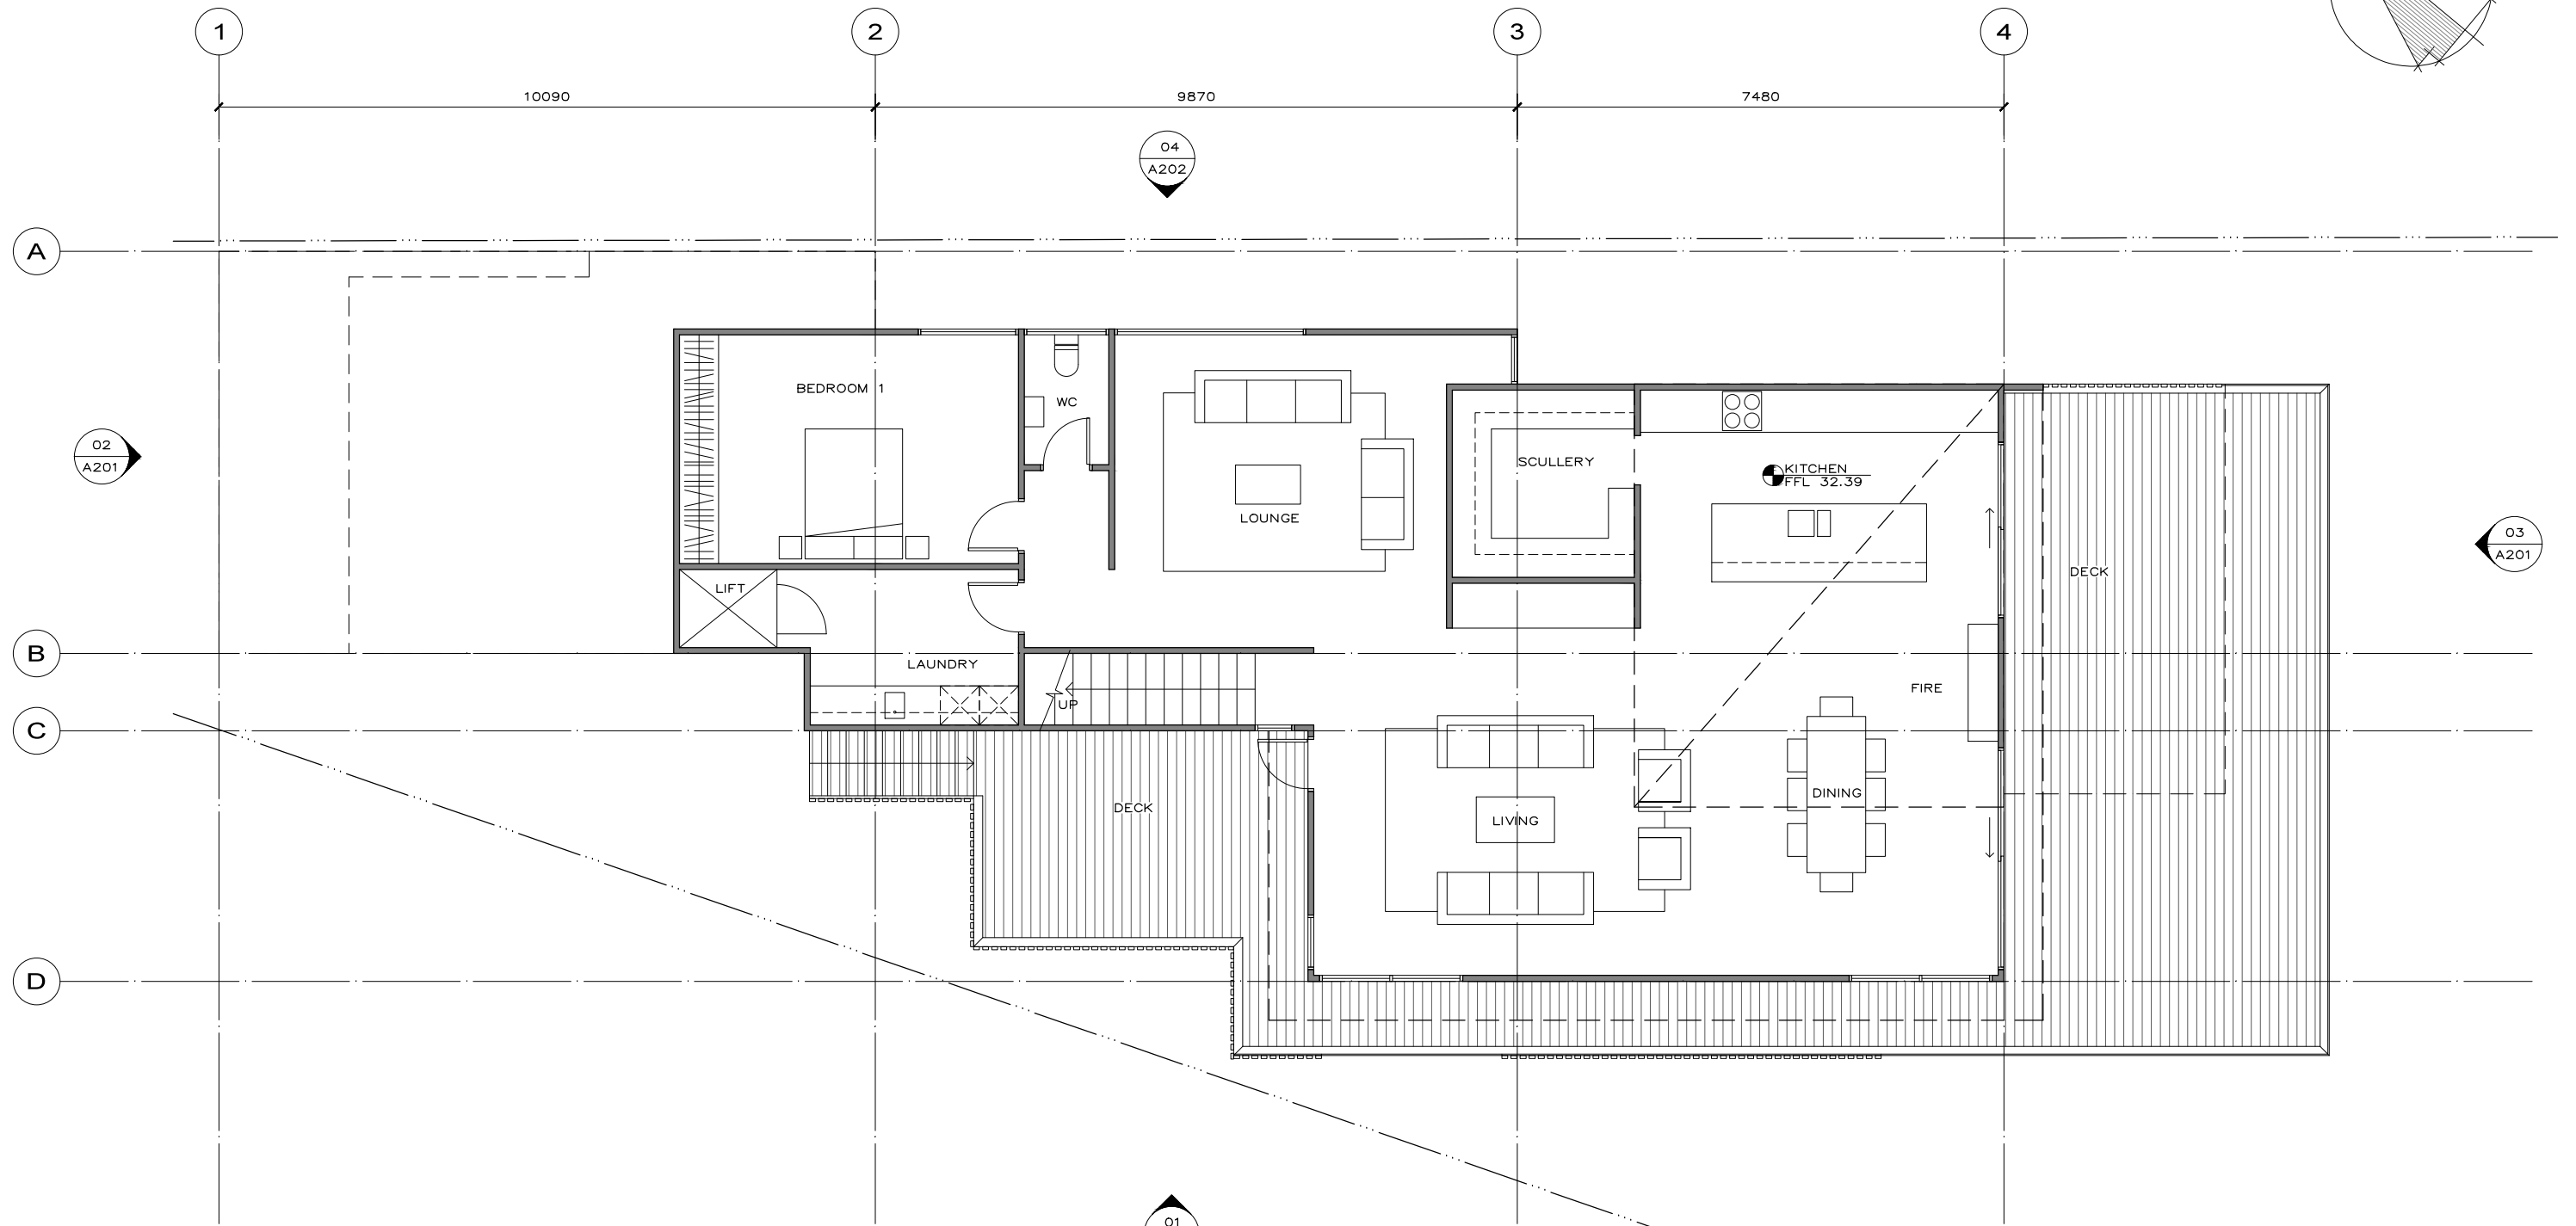 1
2
3
4
10090
9870
7480
04
A202
A
BEDROOM 1
WC
02
A201
SCULLERY
KITCHEN
FFL 32.39
LOUNGE
03
A201
DECK
LIFT
B
LAUNDRY
FIRE
UP
C
DECK
LIVING
DINING
D
01